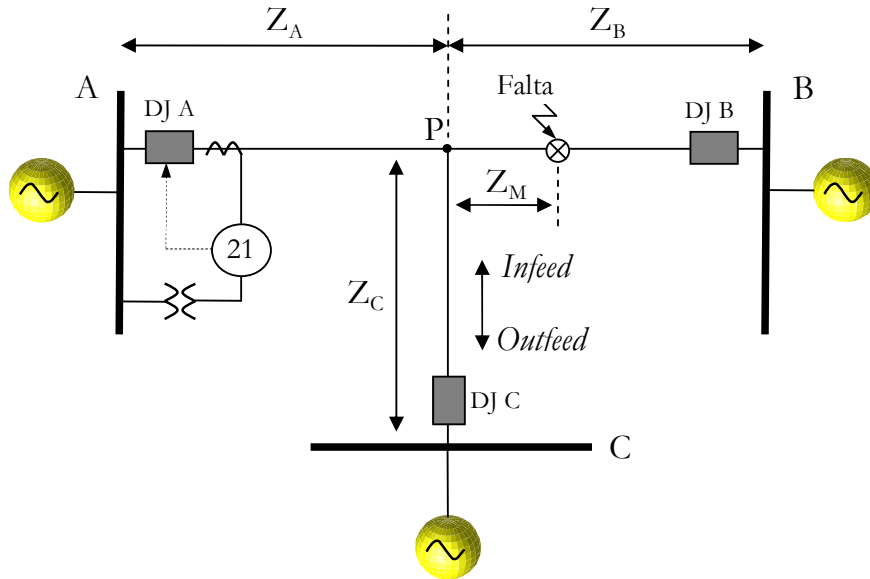 Z_A
Z_B
A
DJ A
P
Falta
DJ B
B
Z_M
21
Z_C
Infeed
Outfeed
DJ C
C